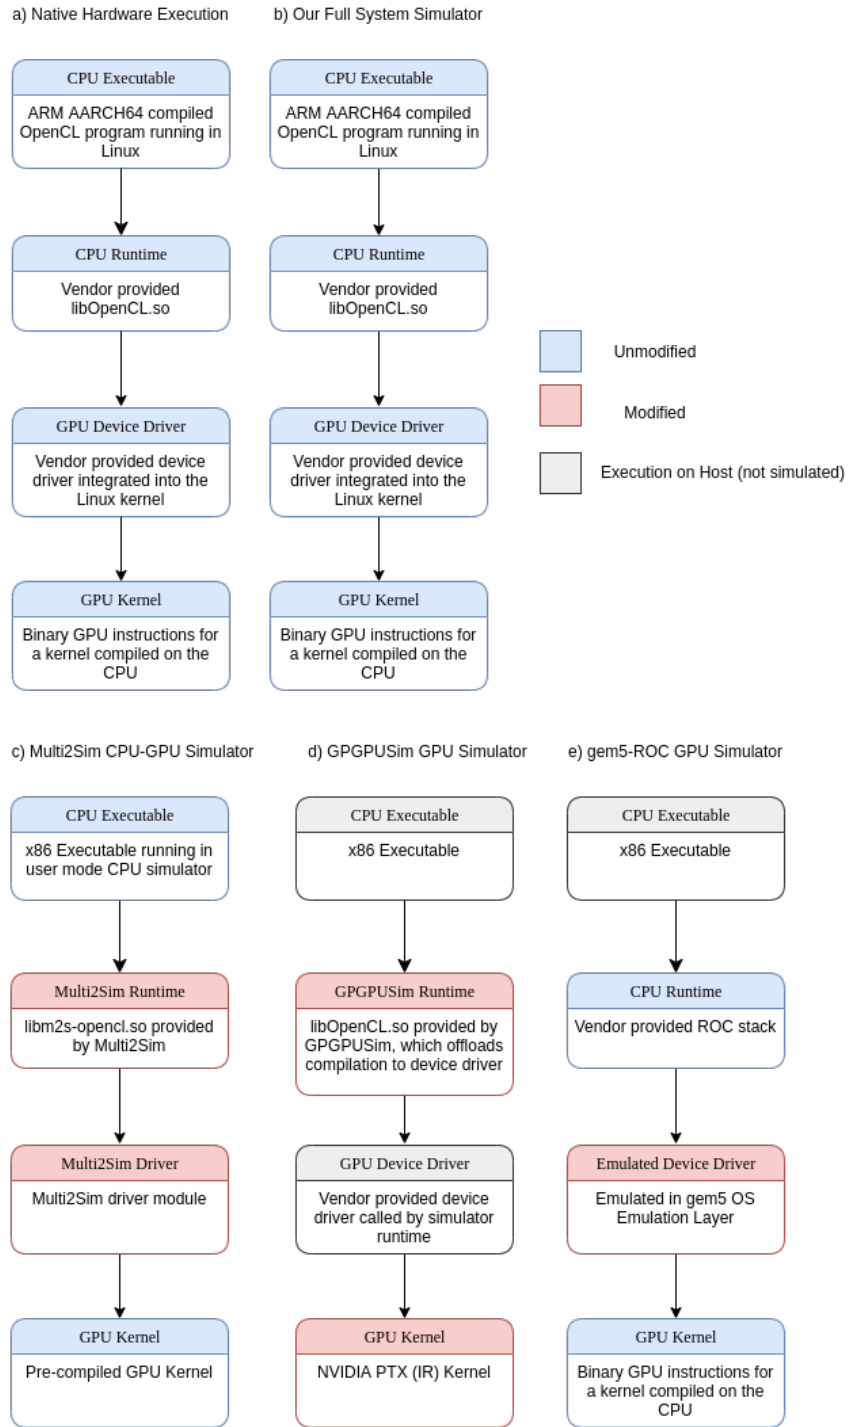 a) Native Hardware Execution
b) Our Full System Simulator
CPU Executable
ARM AARCH64 compiled
OpenCL program running in
Linux
CPU Runtime
Vendor provided
libOpenCL.so
GPU Device Driver
Vendor provided device
driver integrated into the
Linux kernel
GPU Kernel
Binary GPU instructions for
a kernel compiled on the
CPU
CPU Executable
ARM AARCH64 compiled
OpenCL program running in
Linux
CPU Runtime
Vendor provided
libOpenCL.so
GPU Device Driver
Vendor provided device
driver integrated into the
Linux kernel
GPU Kernel
Binary GPU instructions for
a kernel compiled on the
CPU
Unmodified
Modified
Execution on Host (not simulated)
c) Multi2Sim CPU-GPU Simulator
CPU Executable
x86 Executable running in
user mode CPU simulator
Multi2Sim Runtime
libm2s-opencl.so provided
by Multi2Sim
Multi2Sim Driver
Multi2Sim driver module
GPU Kernel
Pre-compiled GPU Kernel
d) GPGPUSim GPU Simulator
CPU Executable
x86 Executable
GPGPUSim Runtime
libOpenCL.so provided by
GPGPUSim, which offloads
compilation to device driver
GPU Device Driver
Vendor provided device
driver called by simulator
runtime
GPU Kernel
NVIDIA PTX (IR) Kernel
e) gem5-ROC GPU Simulator
CPU Executable
x86 Executable
CPU Runtime
Vendor provided ROC stack
Emulated Device Driver
Emulated in gem5 OS
Emulation Layer
GPU Kernel
Binary GPU instructions for
a kernel compiled on the
CPU